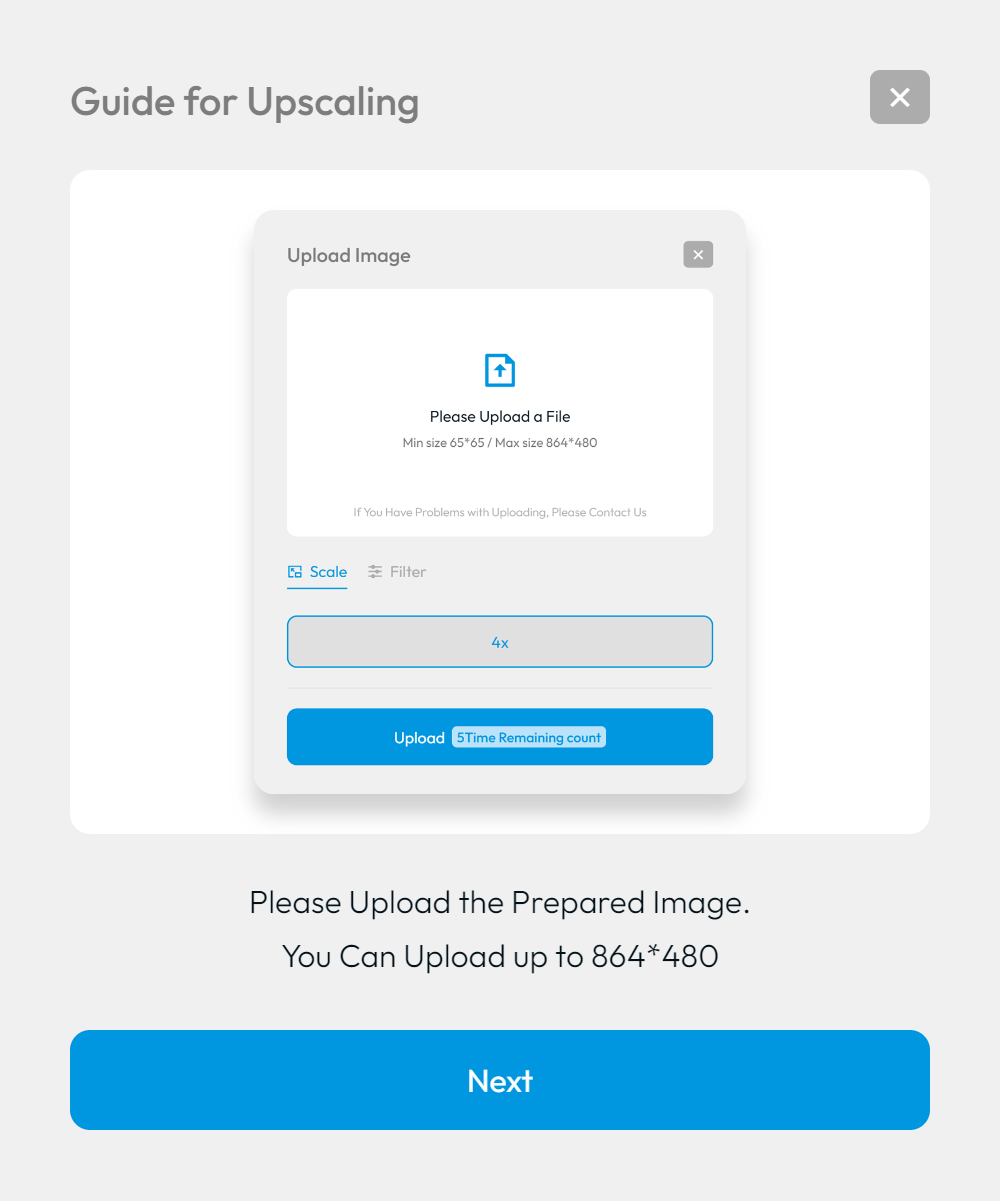 Guide for Upscaling
Upload Image
Please Upload a File
Min size 65*65 / Max size 864*480
If You Have Problems with Uploading, Please Contact Us
Scale
Filter
4x
Upload 5Time Remaining count
Please Upload the Prepared Image.
You Can Upload up to 864*480
Next